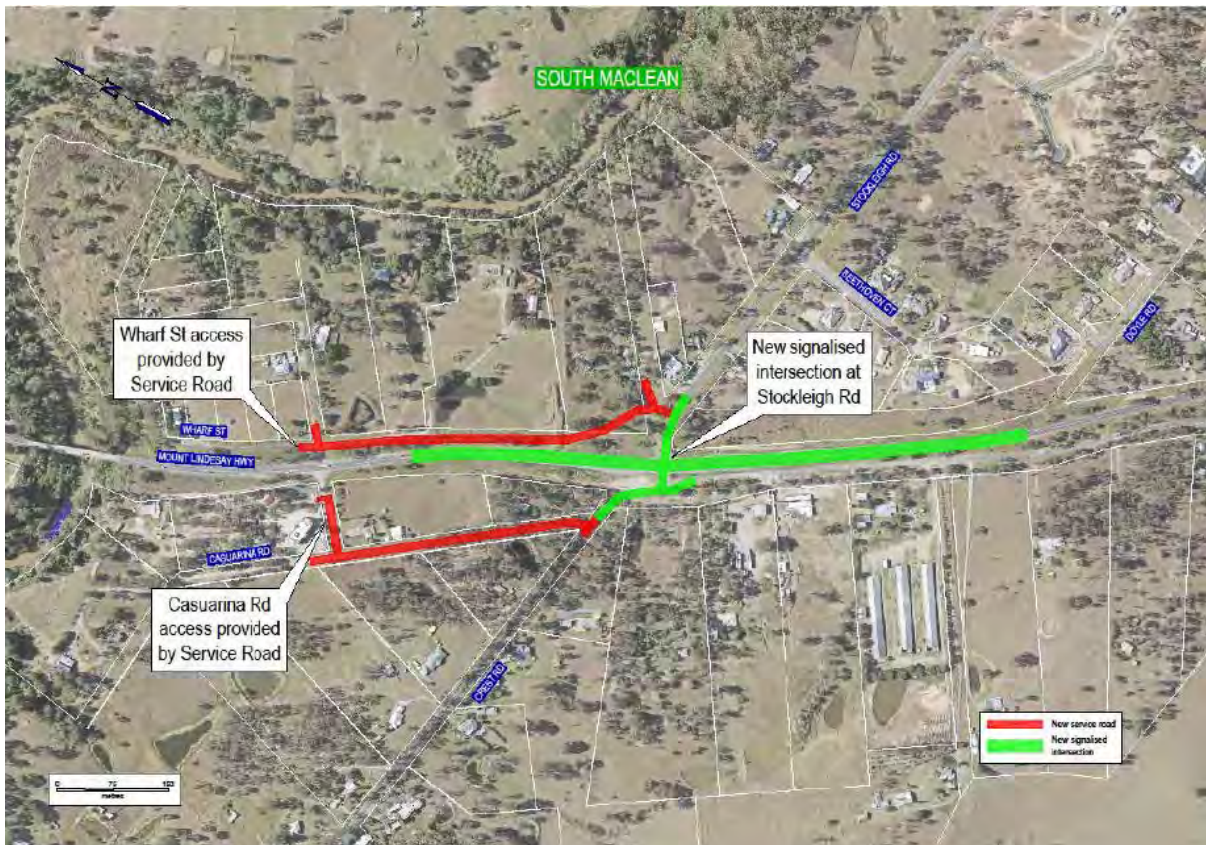 SOUTH MACLEAN
N
STOCKLEIGH RD
BEETHOVEN CT
DOYLE RD
Wharf St access
provided by
Service Road
New signalised
intersection at
Stockleigh Rd
WHARF ST
MOUNT LINDESAY HWY
CASUARINA RD
Casuarina Rd
access provided
by Service Road
CREST RD
New service road
New signalised
intersection
0 75 150
metres